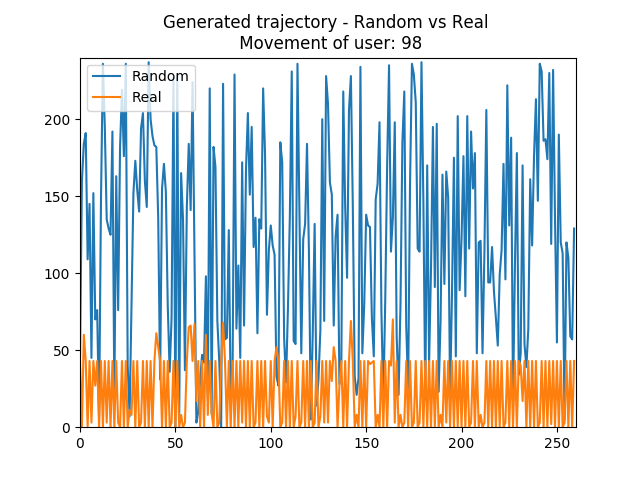 Generated trajectory - Random vs Real
Movement of user: 98
Random
Real
200
150
100
50
0
0 50 100 150 200 250